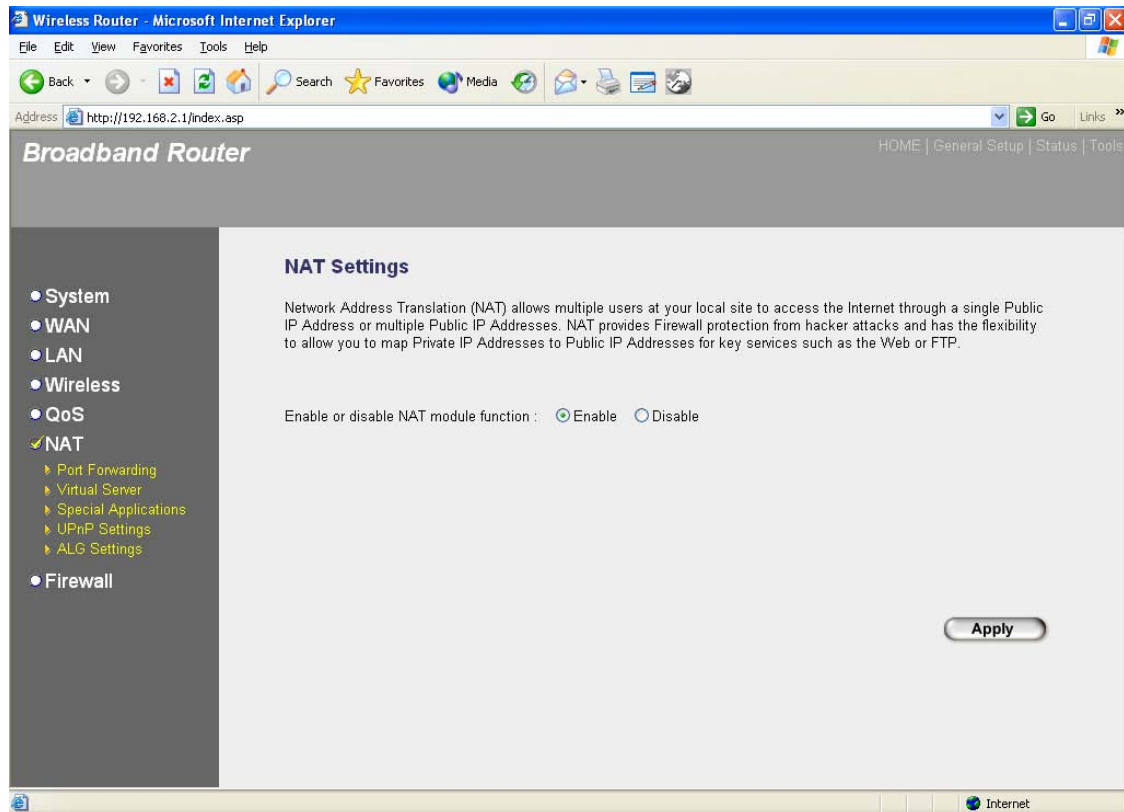 Wireless Router - Microsoft Internet Explorer
File Edit View Favorites Tools Help
Back Search Favorites Media
Address http://192.168.2.1/index.asp Go Links »
Broadband Router
HOME | General Setup | Status | Tools
System
WAN
LAN
Wireless
QoS
NAT
Port Forwarding
Virtual Server
Special Applications
UPnP Settings
ALG Settings
Firewall
NAT Settings
Network Address Translation (NAT) allows multiple users at your local site to access the Internet through a single Public
IP Address or multiple Public IP Addresses. NAT provides Firewall protection from hacker attacks and has the flexibility
to allow you to map Private IP Addresses to Public IP Addresses for key services such as the Web or FTP.
Enable or disable NAT module function : Enable Disable
Apply
Internet